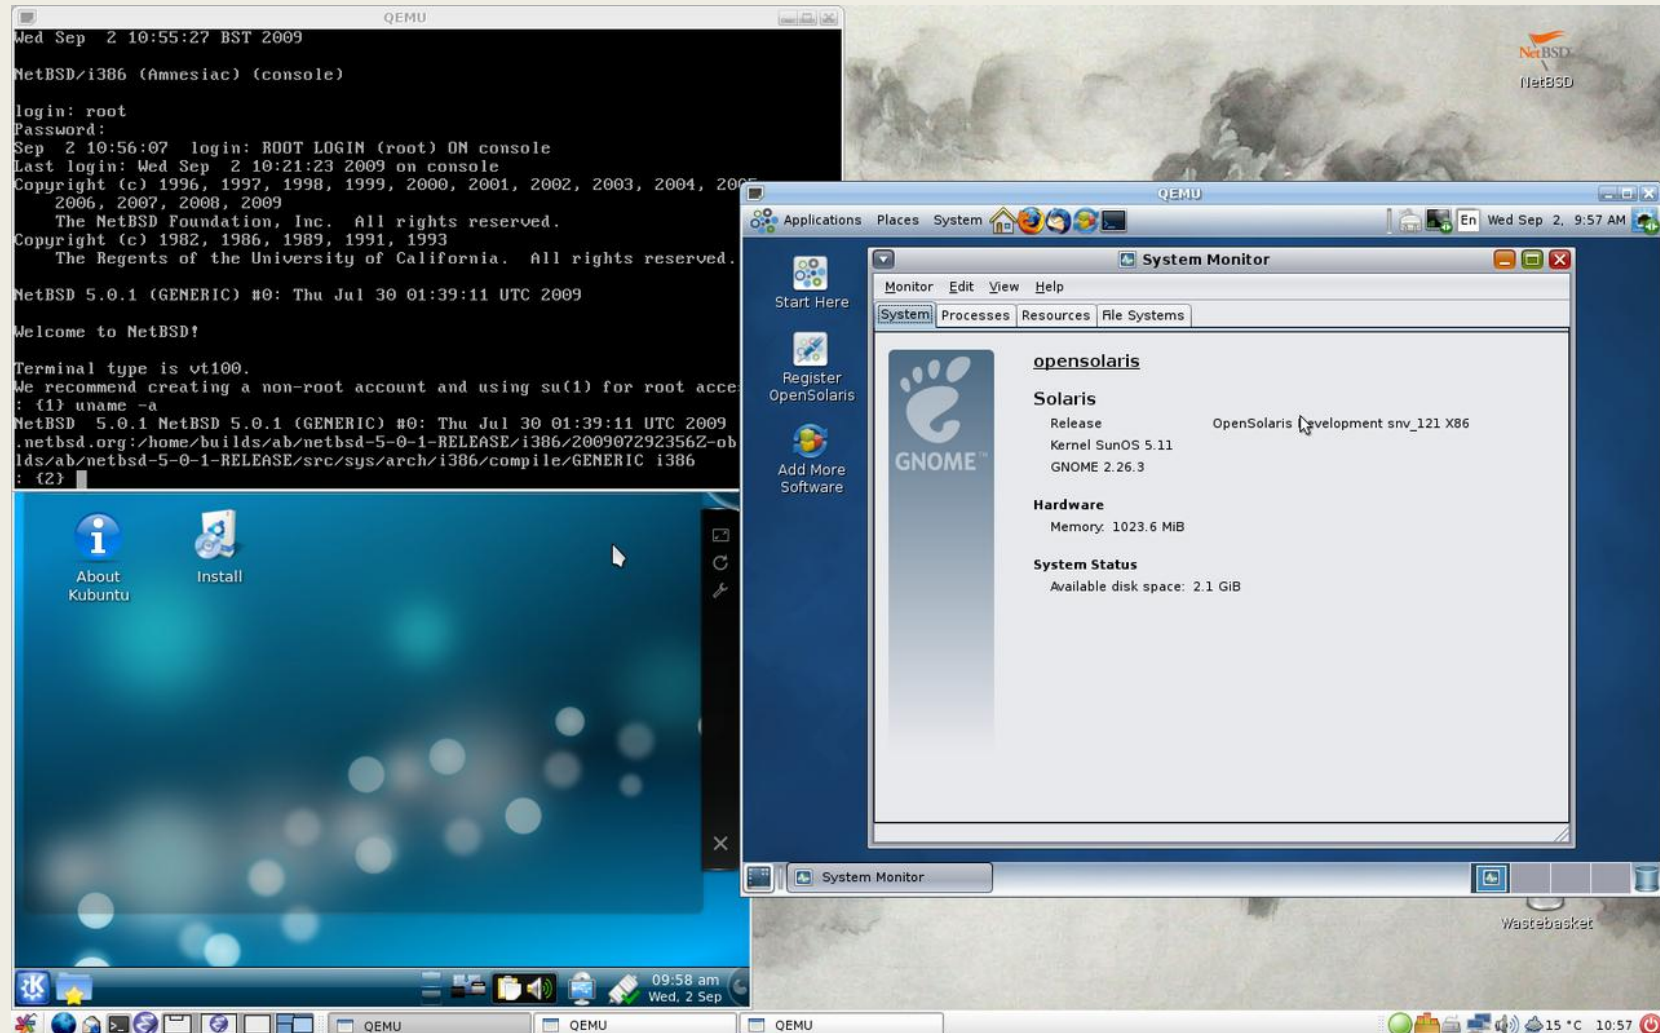 QEMU
Wed Sep  2 10:55:27 BST 2009
NetBSD/i386 (Amnesiac) (console)
login: root
Password:
Sep  2 10:56:07  login: ROOT LOGIN (root) ON console
Last login: Wed Sep  2 10:21:23 2009 on console
Copyright (c) 1996, 1997, 1998, 1999, 2000, 2001, 2002, 2003, 2004,
2006, 2007, 2008, 2009
The NetBSD Foundation, Inc.  All rights reserved.
Copyright (c) 1982, 1986, 1989, 1991, 1993
The Regents of the University of California.  All rights reserved.
NetBSD 5.0.1 (GENERIC) #0: Thu Jul 30 01:39:11 UTC 2009
Welcome to NetBSD!
Terminal type is vt100.
We recommend creating a non-root account and using su(1) for root acce
: {1} uname -a
NetBSD  5.0.1 NetBSD 5.0.1 (GENERIC) #0: Thu Jul 30 01:39:11 UTC 2009
.netbsd.org:/home/builds/ab/netbsd-5-0-1-RELEASE/i386/200907292356Z-ob
lds/ab/netbsd-5-0-1-RELEASE/src/sys/arch/i386/compile/GENERIC i386
: {2}
NetBSD
NetBSD
QEMU
Applications Places System En Wed Sep 2, 9:57 AM
Start Here
Register
OpenSolaris
Add More
Software
System Monitor
Monitor Edit View Help
System Processes Resources File Systems
GNOME™
opensolaris
Solaris
Release OpenSolaris Development snv_121 X86
Kernel SunOS 5.11
GNOME 2.26.3
Hardware
Memory: 1023.6 MiB
System Status
Available disk space: 2.1 GiB
System Monitor
About
Kubuntu
Install
09:58 am
Wed, 2 Sep
Wastebasket
QEMU QEMU QEMU 15 °C 10:57